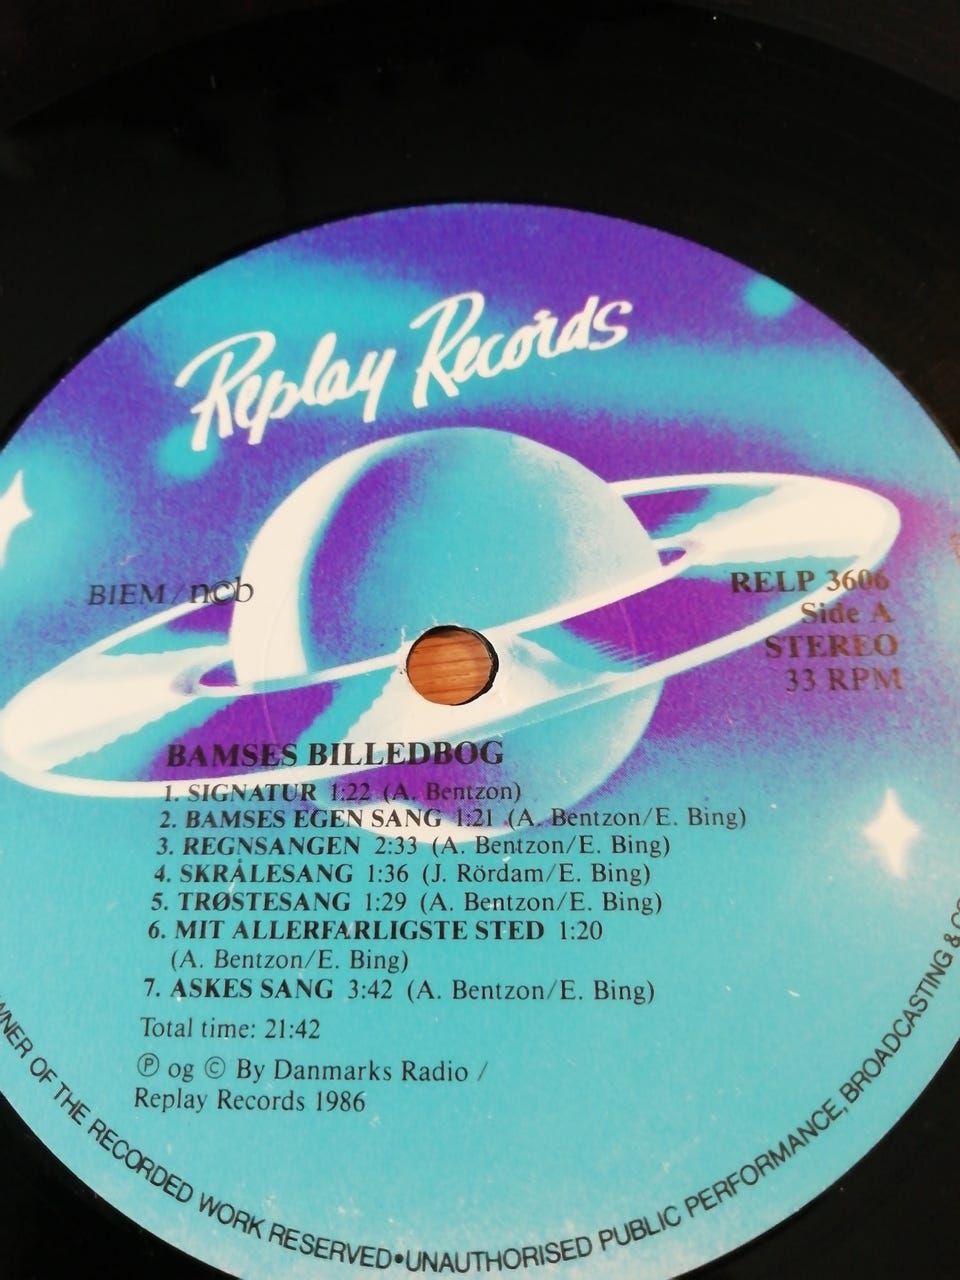 Replay Records
BIEM/n©b
RELP 3606
Side A
STEREO
33 RPM
BAMSES BILLEDBOG
1. SIGNATUR 1:22 (A. Bentzon)
2. BAMSES EGEN SANG 1:21 (A. Bentzon/E. Bing)
3. REGNSANGEN 2:33 (A. Bentzon/E. Bing)
4. SKRÅLESANG 1:36 (J. Rördam/E. Bing)
5. TRØSTESANG 1:29 (A. Bentzon/E. Bing)
6. MIT ALLERFARLIGSTE STED 1:20
(A. Bentzon/E. Bing)
7. ASKES SANG 3:42 (A. Bentzon/E. Bing)
Total time: 21:42
Ⓟ og © By Danmarks Radio /
Replay Records 1986
OF THE RECORDED WORK RESERVED•UNAUTHORISED PUBLIC PERFORMANCE, BROADCASTING &